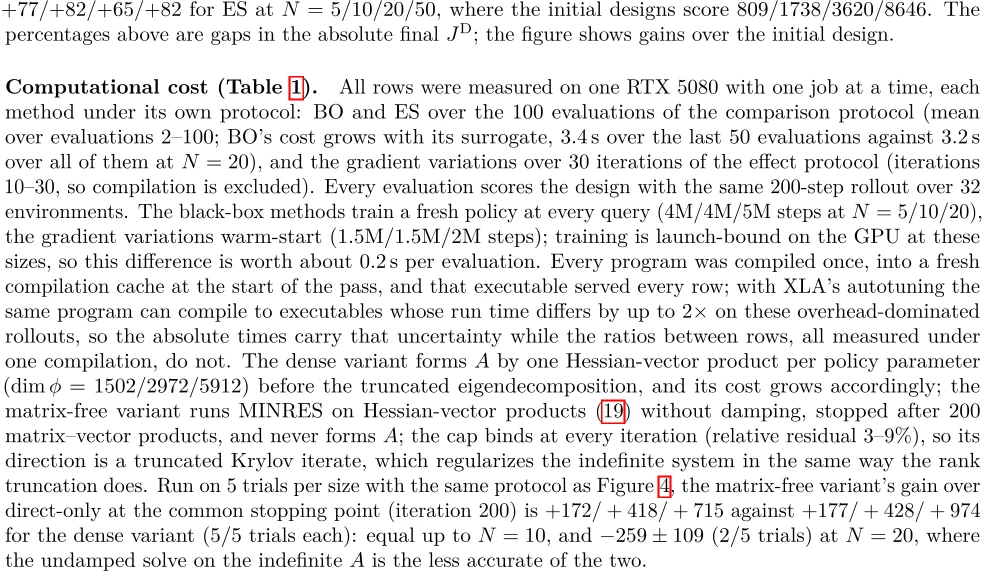 +77/+82/+65/+82 for ES at N = 5/10/20/50, where the initial designs score 809/1738/3620/8646. The
percentages above are gaps in the absolute final J^D; the figure shows gains over the initial design.
Computational cost (Table 1). All rows were measured on one RTX 5080 with one job at a time, each
method under its own protocol: BO and ES over the 100 evaluations of the comparison protocol (mean
over evaluations 2–100; BO's cost grows with its surrogate, 3.4 s over the last 50 evaluations against 3.2 s
over all of them at N = 20), and the gradient variations over 30 iterations of the effect protocol (iterations
10–30, so compilation is excluded). Every evaluation scores the design with the same 200-step rollout over 32
environments. The black-box methods train a fresh policy at every query (4M/4M/5M steps at N = 5/10/20),
the gradient variations warm-start (1.5M/1.5M/2M steps); training is launch-bound on the GPU at these
sizes, so this difference is worth about 0.2 s per evaluation. Every program was compiled once, into a fresh
compilation cache at the start of the pass, and that executable served every row; with XLA's autotuning the
same program can compile to executables whose run time differs by up to 2× on these overhead-dominated
rollouts, so the absolute times carry that uncertainty while the ratios between rows, all measured under
one compilation, do not. The dense variant forms A by one Hessian-vector product per policy parameter
(dim ϕ = 1502/2972/5912) before the truncated eigendecomposition, and its cost grows accordingly; the
matrix-free variant runs MINRES on Hessian-vector products (19) without damping, stopped after 200
matrix–vector products, and never forms A; the cap binds at every iteration (relative residual 3–9%), so its
direction is a truncated Krylov iterate, which regularizes the indefinite system in the same way the rank
truncation does. Run on 5 trials per size with the same protocol as Figure 4, the matrix-free variant's gain over
direct-only at the common stopping point (iteration 200) is +172/ + 418/ + 715 against +177/ + 428/ + 974
for the dense variant (5/5 trials each): equal up to N = 10, and −259 ± 109 (2/5 trials) at N = 20, where
the undamped solve on the indefinite A is the less accurate of the two.